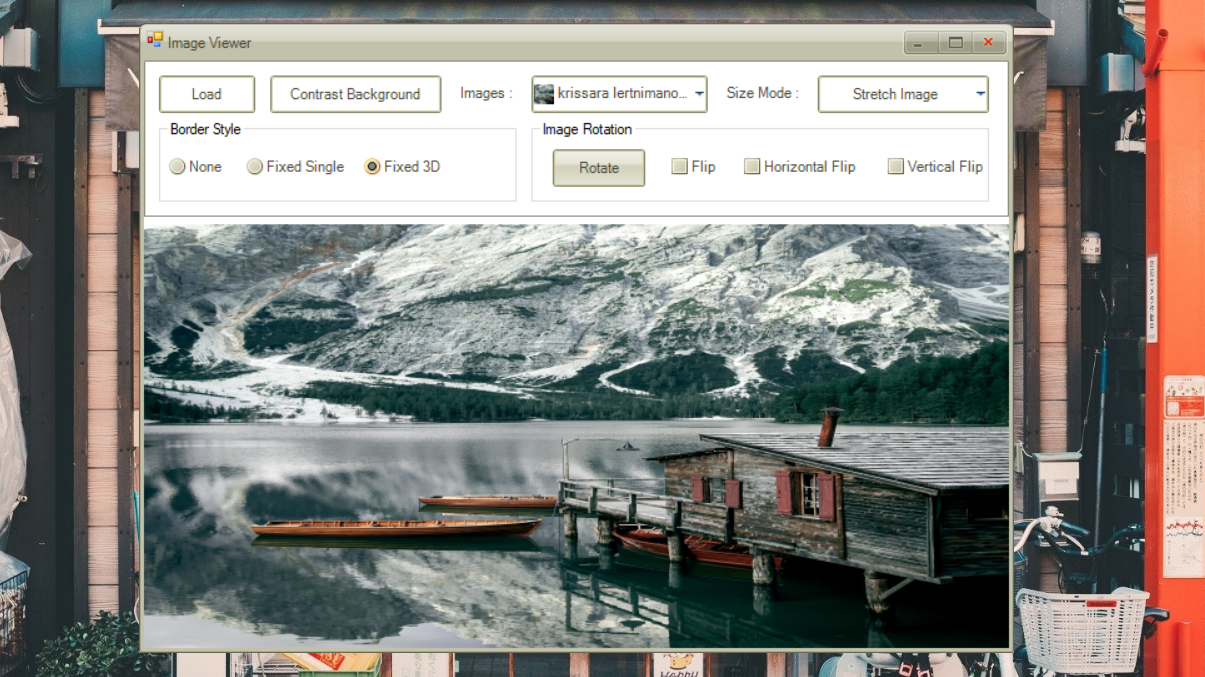 Image Viewer
Load
Contrast Background
Images :
krissara lertnimano...
Size Mode :
Stretch Image
Border Style
None
Fixed Single
Fixed 3D
Image Rotation
Rotate
Flip
Horizontal Flip
Vertical Flip